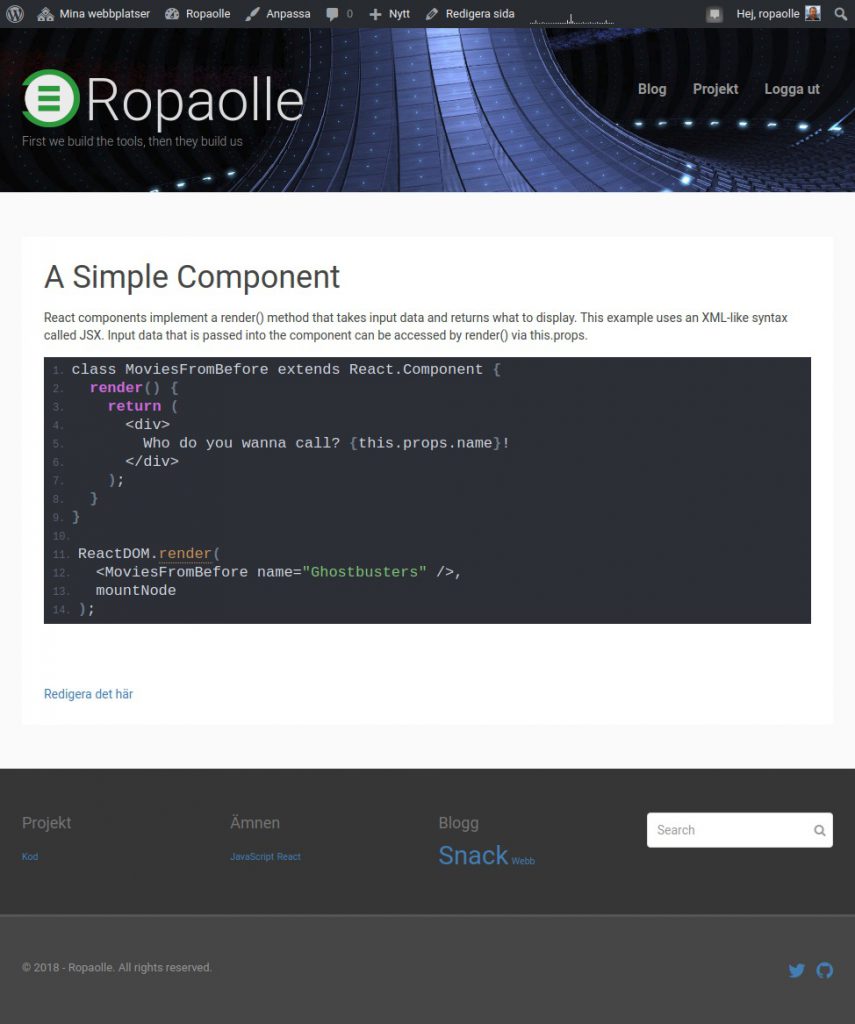 Mina webbplatser Ropaolle Anpassa 0 Nytt Redigera sida Hej, ropaolle
Ropaolle
First we build the tools, then they build us
Blog Projekt Logga ut
A Simple Component
React components implement a render() method that takes input data and returns what to display. This example uses an XML-like syntax
called JSX. Input data that is passed into the component can be accessed by render() via this.props.
1. class MoviesFromBefore extends React.Component {
2.   render() {
3.     return (
4.       <div>
5.         Who do you wanna call? {this.props.name}!
6.       </div>
7.     );
8.   }
9. }
10.
11. ReactDOM.render(
12.   <MoviesFromBefore name="Ghostbusters" />,
13.   mountNode
14. );
Redigera det här
Projekt
Kod
Ämnen
JavaScript React
Blogg
Snack Webb
Search
© 2018 - Ropaolle. All rights reserved.